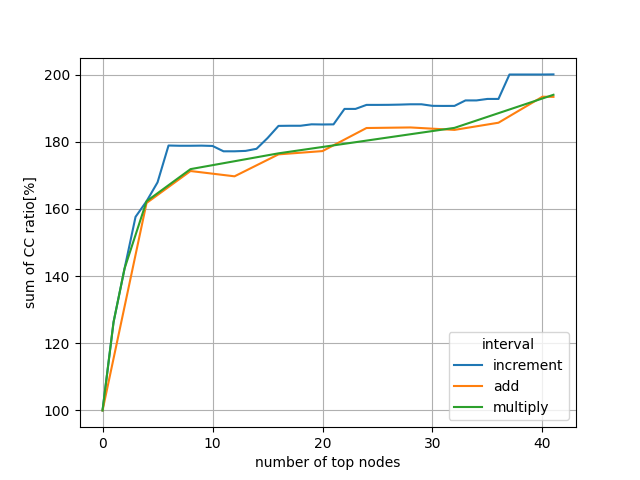 200
180
160
140
120
100
sum of CC ratio[%]
0 10 20 30 40
number of top nodes
interval
increment
add
multiply